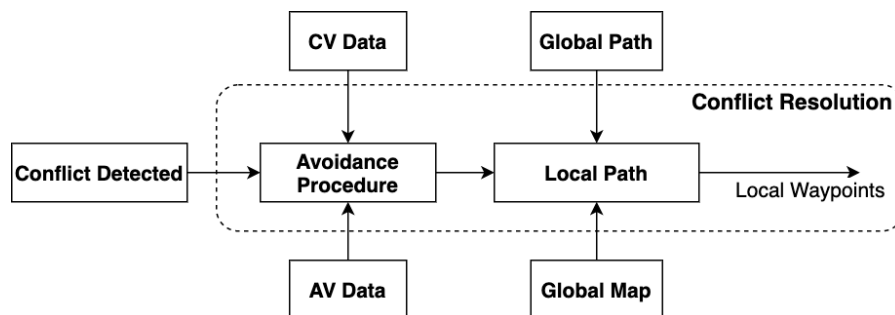 CV Data
Global Path
Conflict Resolution
Conflict Detected
Avoidance
Procedure
Local Path
Local Waypoints
AV Data
Global Map